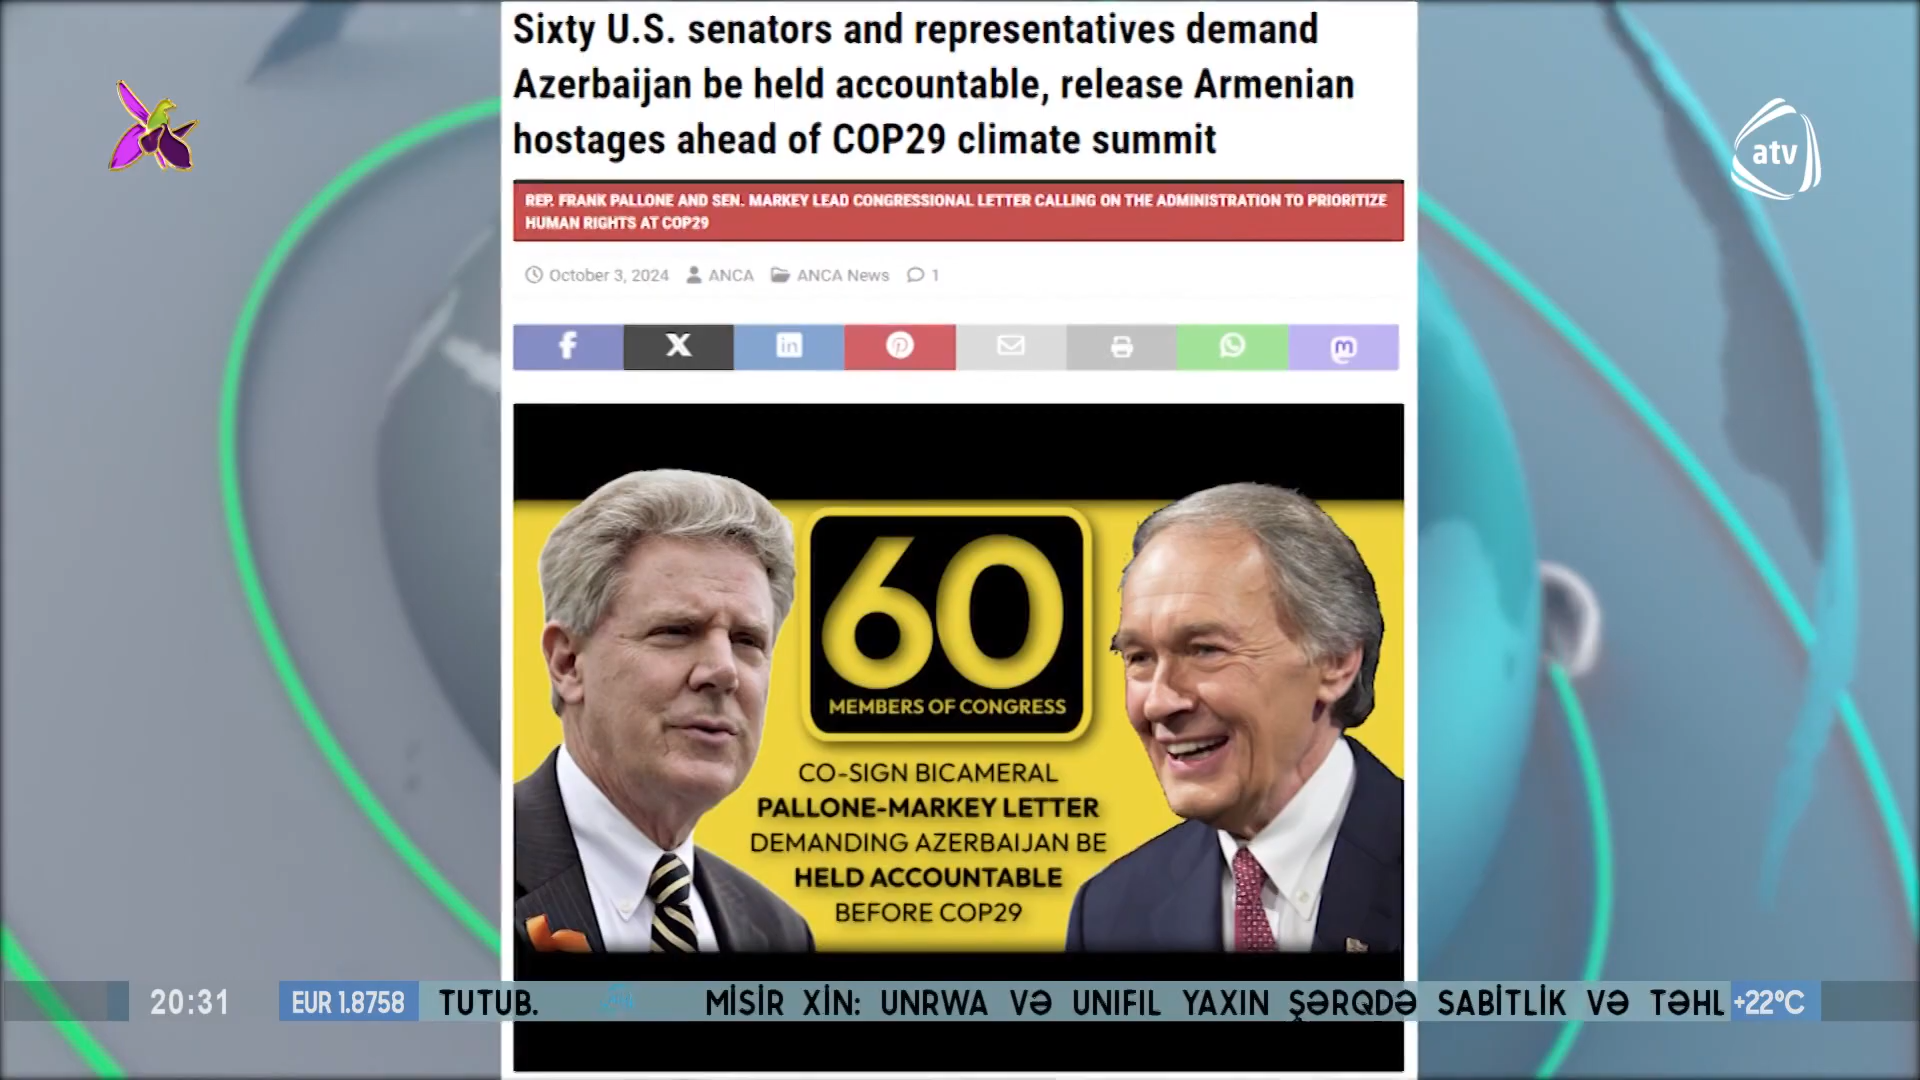 Sixty U.S. senators and representatives demand
Azerbaijan be held accountable, release Armenian
hostages ahead of COP29 climate summit
REP. FRANK PALLONE AND SEN. MARKEY LEAD CONGRESSIONAL LETTER CALLING ON THE ADMINISTRATION TO PRIORITIZE
HUMAN RIGHTS AT COP29
October 3, 2024 ANCA ANCA News 1
atv
60
MEMBERS OF CONGRESS
CO-SIGN BICAMERAL
PALLONE-MARKEY LETTER
DEMANDING AZERBAIJAN BE
HELD ACCOUNTABLE
BEFORE COP29
20:31 EUR 1.8758 TUTUB. MİSİR XİN: UNRWA VƏ UNIFIL YAXIN ŞƏRQDƏ SABİTLİK VƏ TƏHL +22°C